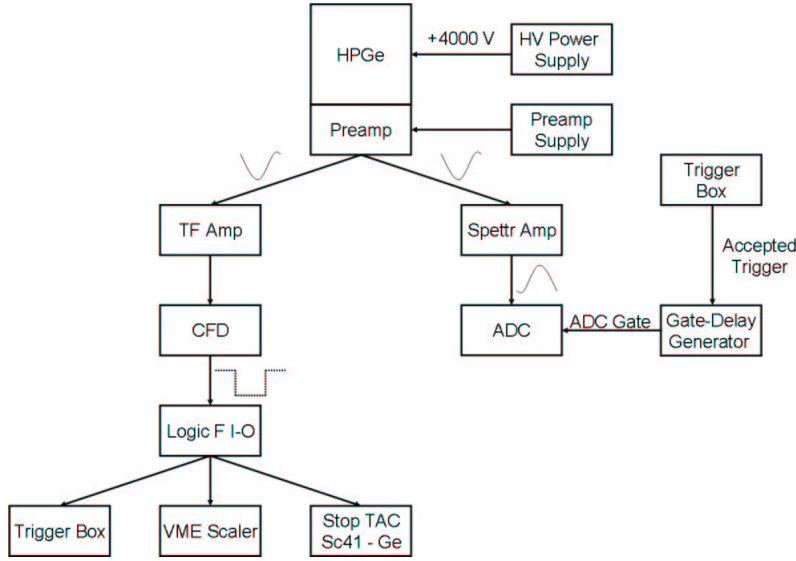 HPGe
+4000 V
HV Power
Supply
Preamp
Preamp
Supply
Trigger
Box
TF Amp
Spettr Amp
Accepted
Trigger
CFD
ADC
ADC Gate
Gate-Delay
Generator
Logic F I-O
Trigger Box
VME Scaler
Stop TAC
Sc41 - Ge